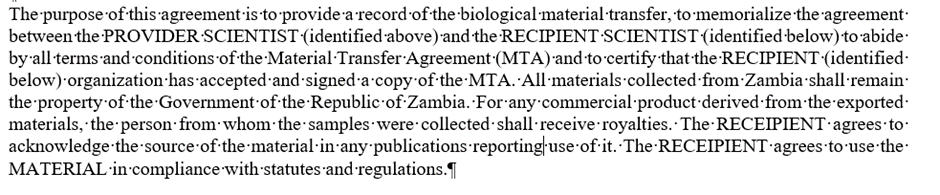 The purpose of this agreement is to provide a record of the biological material transfer, to memorialize the agreement
between the PROVIDER SCIENTIST (identified above) and the RECIPIENT SCIENTIST (identified below) to abide
by all terms and conditions of the Material Transfer Agreement (MTA) and to certify that the RECIPIENT (identified
below) organization has accepted and signed a copy of the MTA. All materials collected from Zambia shall remain
the property of the Government of the Republic of Zambia. For any commercial product derived from the exported
materials, the person from whom the samples were collected shall receive royalties. The RECEIPIENT agrees to
acknowledge the source of the material in any publications reporting use of it. The RECEIPIENT agrees to use the
MATERIAL in compliance with statutes and regulations.¶